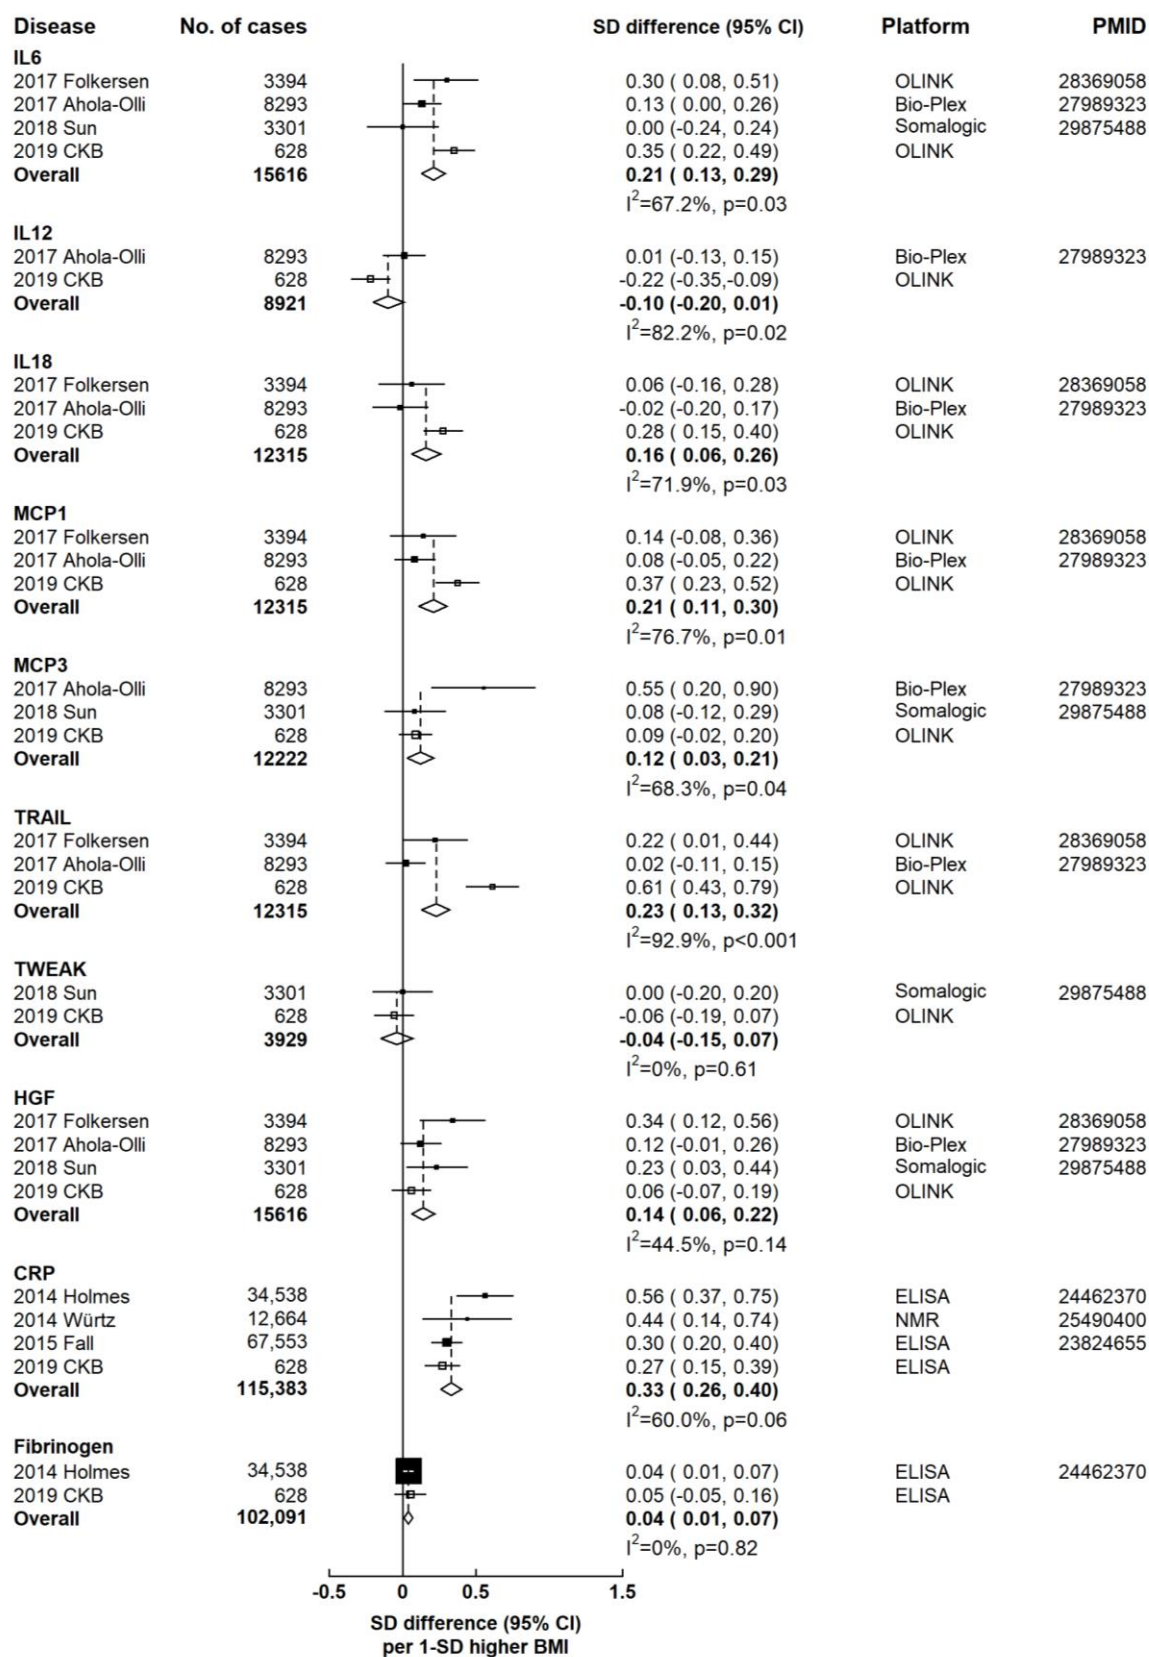 Disease No. of cases SD difference (95% CI) Platform PMID
IL6
2017 Folkersen 3394 0.30 ( 0.08, 0.51) OLINK 28369058
2017 Ahola-Olli 8293 0.13 ( 0.00, 0.26) Bio-Plex 27989323
2018 Sun 3301 0.00 (-0.24, 0.24) Somalogic 29875488
2019 CKB 628 0.35 ( 0.22, 0.49) OLINK
Overall 15616 0.21 ( 0.13, 0.29)
I²=67.2%, p=0.03
IL12
2017 Ahola-Olli 8293 0.01 (-0.13, 0.15) Bio-Plex 27989323
2019 CKB 628 -0.22 (-0.35,-0.09) OLINK
Overall 8921 -0.10 (-0.20, 0.01)
I²=82.2%, p=0.02
IL18
2017 Folkersen 3394 0.06 (-0.16, 0.28) OLINK 28369058
2017 Ahola-Olli 8293 -0.02 (-0.20, 0.17) Bio-Plex 27989323
2019 CKB 628 0.28 ( 0.15, 0.40) OLINK
Overall 12315 0.16 ( 0.06, 0.26)
I²=71.9%, p=0.03
MCP1
2017 Folkersen 3394 0.14 (-0.08, 0.36) OLINK 28369058
2017 Ahola-Olli 8293 0.08 (-0.05, 0.22) Bio-Plex 27989323
2019 CKB 628 0.37 ( 0.23, 0.52) OLINK
Overall 12315 0.21 ( 0.11, 0.30)
I²=76.7%, p=0.01
MCP3
2017 Ahola-Olli 8293 0.55 ( 0.20, 0.90) Bio-Plex 27989323
2018 Sun 3301 0.08 (-0.12, 0.29) Somalogic 29875488
2019 CKB 628 0.09 (-0.02, 0.20) OLINK
Overall 12222 0.12 ( 0.03, 0.21)
I²=68.3%, p=0.04
TRAIL
2017 Folkersen 3394 0.22 ( 0.01, 0.44) OLINK 28369058
2017 Ahola-Olli 8293 0.02 (-0.11, 0.15) Bio-Plex 27989323
2019 CKB 628 0.61 ( 0.43, 0.79) OLINK
Overall 12315 0.23 ( 0.13, 0.32)
I²=92.9%, p<0.001
TWEAK
2018 Sun 3301 0.00 (-0.20, 0.20) Somalogic 29875488
2019 CKB 628 -0.06 (-0.19, 0.07) OLINK
Overall 3929 -0.04 (-0.15, 0.07)
I²=0%, p=0.61
HGF
2017 Folkersen 3394 0.34 ( 0.12, 0.56) OLINK 28369058
2017 Ahola-Olli 8293 0.12 (-0.01, 0.26) Bio-Plex 27989323
2018 Sun 3301 0.23 ( 0.03, 0.44) Somalogic 29875488
2019 CKB 628 0.06 (-0.07, 0.19) OLINK
Overall 15616 0.14 ( 0.06, 0.22)
I²=44.5%, p=0.14
CRP
2014 Holmes 34,538 0.56 ( 0.37, 0.75) ELISA 24462370
2014 Würtz 12,664 0.44 ( 0.14, 0.74) NMR 25490400
2015 Fall 67,553 0.30 ( 0.20, 0.40) ELISA 23824655
2019 CKB 628 0.27 ( 0.15, 0.39) ELISA
Overall 115,383 0.33 ( 0.26, 0.40)
I²=60.0%, p=0.06
Fibrinogen
2014 Holmes 34,538 0.04 ( 0.01, 0.07) ELISA 24462370
2019 CKB 628 0.05 (-0.05, 0.16) ELISA
Overall 102,091 0.04 ( 0.01, 0.07)
I²=0%, p=0.82
-0.5 0 0.5 1.5
SD difference (95% CI)
per 1-SD higher BMI